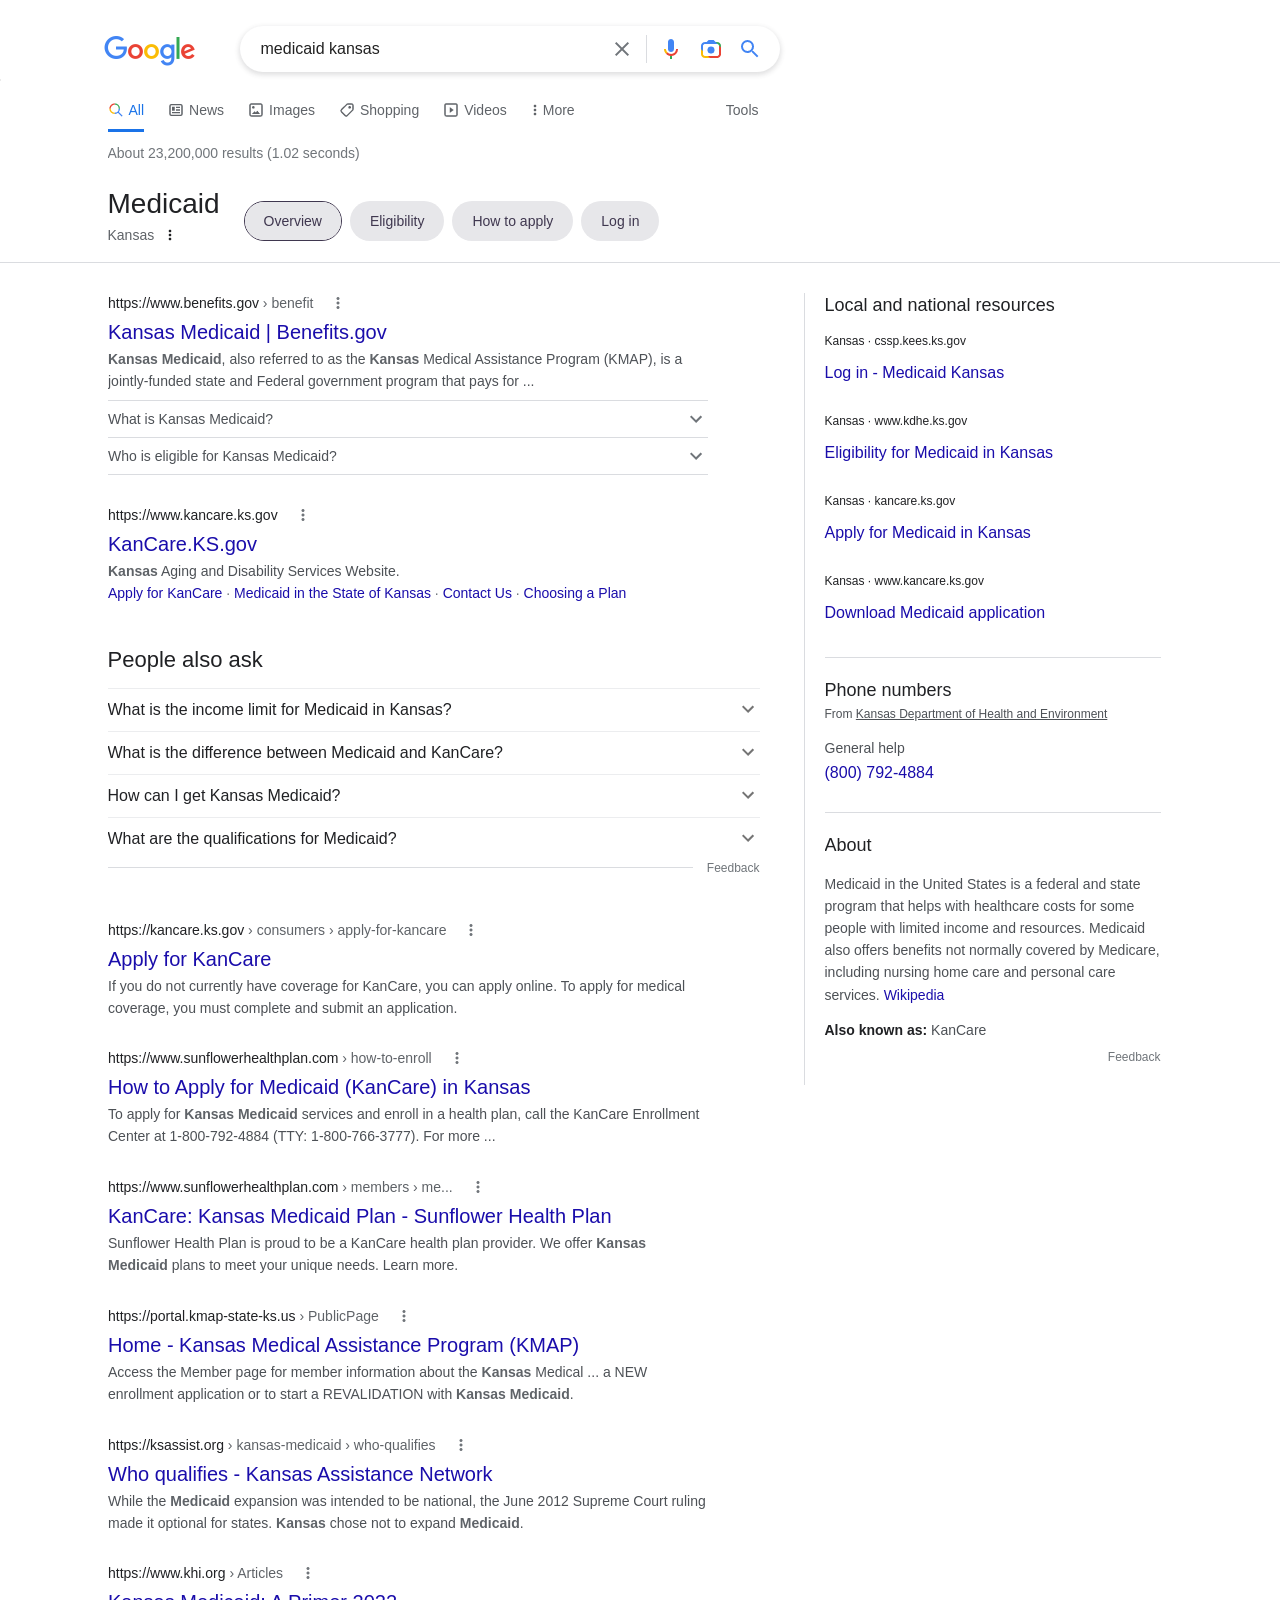 Google
medicaid kansas
All
News
Images
Shopping
Videos
More
Tools
About 23,200,000 results (1.02 seconds)
Medicaid
Kansas
Overview
Eligibility
How to apply
Log in
https://www.benefits.gov › benefit
Kansas Medicaid | Benefits.gov
Kansas Medicaid, also referred to as the Kansas Medical Assistance Program (KMAP), is a
jointly-funded state and Federal government program that pays for ...
What is Kansas Medicaid?
Who is eligible for Kansas Medicaid?
https://www.kancare.ks.gov
KanCare.KS.gov
Kansas Aging and Disability Services Website.
Apply for KanCare · Medicaid in the State of Kansas · Contact Us · Choosing a Plan
People also ask
What is the income limit for Medicaid in Kansas?
What is the difference between Medicaid and KanCare?
How can I get Kansas Medicaid?
What are the qualifications for Medicaid?
Feedback
https://kancare.ks.gov › consumers › apply-for-kancare
Apply for KanCare
If you do not currently have coverage for KanCare, you can apply online. To apply for medical
coverage, you must complete and submit an application.
https://www.sunflowerhealthplan.com › how-to-enroll
How to Apply for Medicaid (KanCare) in Kansas
To apply for Kansas Medicaid services and enroll in a health plan, call the KanCare Enrollment
Center at 1-800-792-4884 (TTY: 1-800-766-3777). For more ...
https://www.sunflowerhealthplan.com › members › me...
KanCare: Kansas Medicaid Plan - Sunflower Health Plan
Sunflower Health Plan is proud to be a KanCare health plan provider. We offer Kansas
Medicaid plans to meet your unique needs. Learn more.
https://portal.kmap-state-ks.us › PublicPage
Home - Kansas Medical Assistance Program (KMAP)
Access the Member page for member information about the Kansas Medical ... a NEW
enrollment application or to start a REVALIDATION with Kansas Medicaid.
https://ksassist.org › kansas-medicaid › who-qualifies
Who qualifies - Kansas Assistance Network
While the Medicaid expansion was intended to be national, the June 2012 Supreme Court ruling
made it optional for states. Kansas chose not to expand Medicaid.
https://www.khi.org › Articles
Kansas Medicaid: A Primer
Local and national resources
Kansas · cssp.kees.ks.gov
Log in - Medicaid Kansas
Kansas · www.kdhe.ks.gov
Eligibility for Medicaid in Kansas
Kansas · kancare.ks.gov
Apply for Medicaid in Kansas
Kansas · www.kancare.ks.gov
Download Medicaid application
Phone numbers
From Kansas Department of Health and Environment
General help
(800) 792-4884
About
Medicaid in the United States is a federal and state
program that helps with healthcare costs for some
people with limited income and resources. Medicaid
also offers benefits not normally covered by Medicare,
including nursing home care and personal care
services. Wikipedia
Also known as: KanCare
Feedback